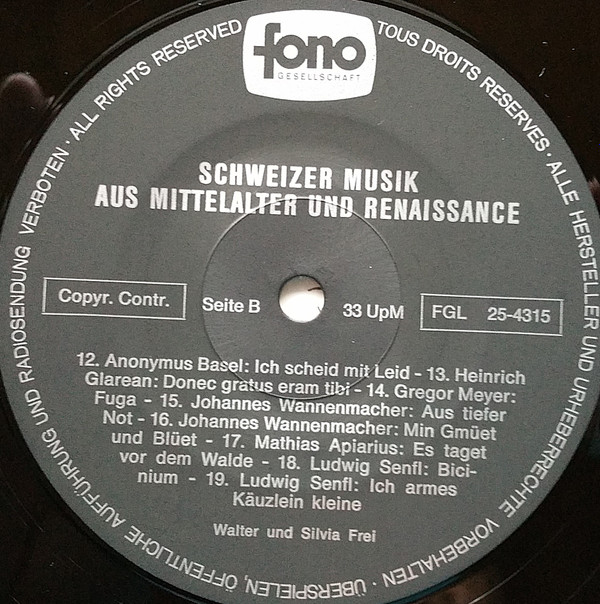 fono
GESELLSCHAFT
ALL RIGHTS RESERVED
TOUS DROITS RESERVES · ALLE HERSTELLER UND URHEBERRECHTE VORBEHALTEN · ÜBERSPIELEN, ÖFFENTLICHE AUFFÜHRUNG UND RADIOSENDUNG VERBOTEN ·
SCHWEIZER MUSIK
AUS MITTELALTER UND RENAISSANCE
Copyr. Contr.
Seite B
33 UpM
FGL 25-4315
12. Anonymus Basel: Ich scheid mit Leid - 13. Heinrich
Glarean: Donec gratus eram tibi - 14. Gregor Meyer:
Fuga - 15. Johannes Wannenmacher: Aus tiefer
Not - 16. Johannes Wannenmacher: Min Gmüet
und Blüet - 17. Mathias Apiarius: Es taget
vor dem Walde - 18. Ludwig Senfl: Bici-
nium - 19. Ludwig Senfl: Ich armes
Käuzlein kleine
Walter und Silvia Frei